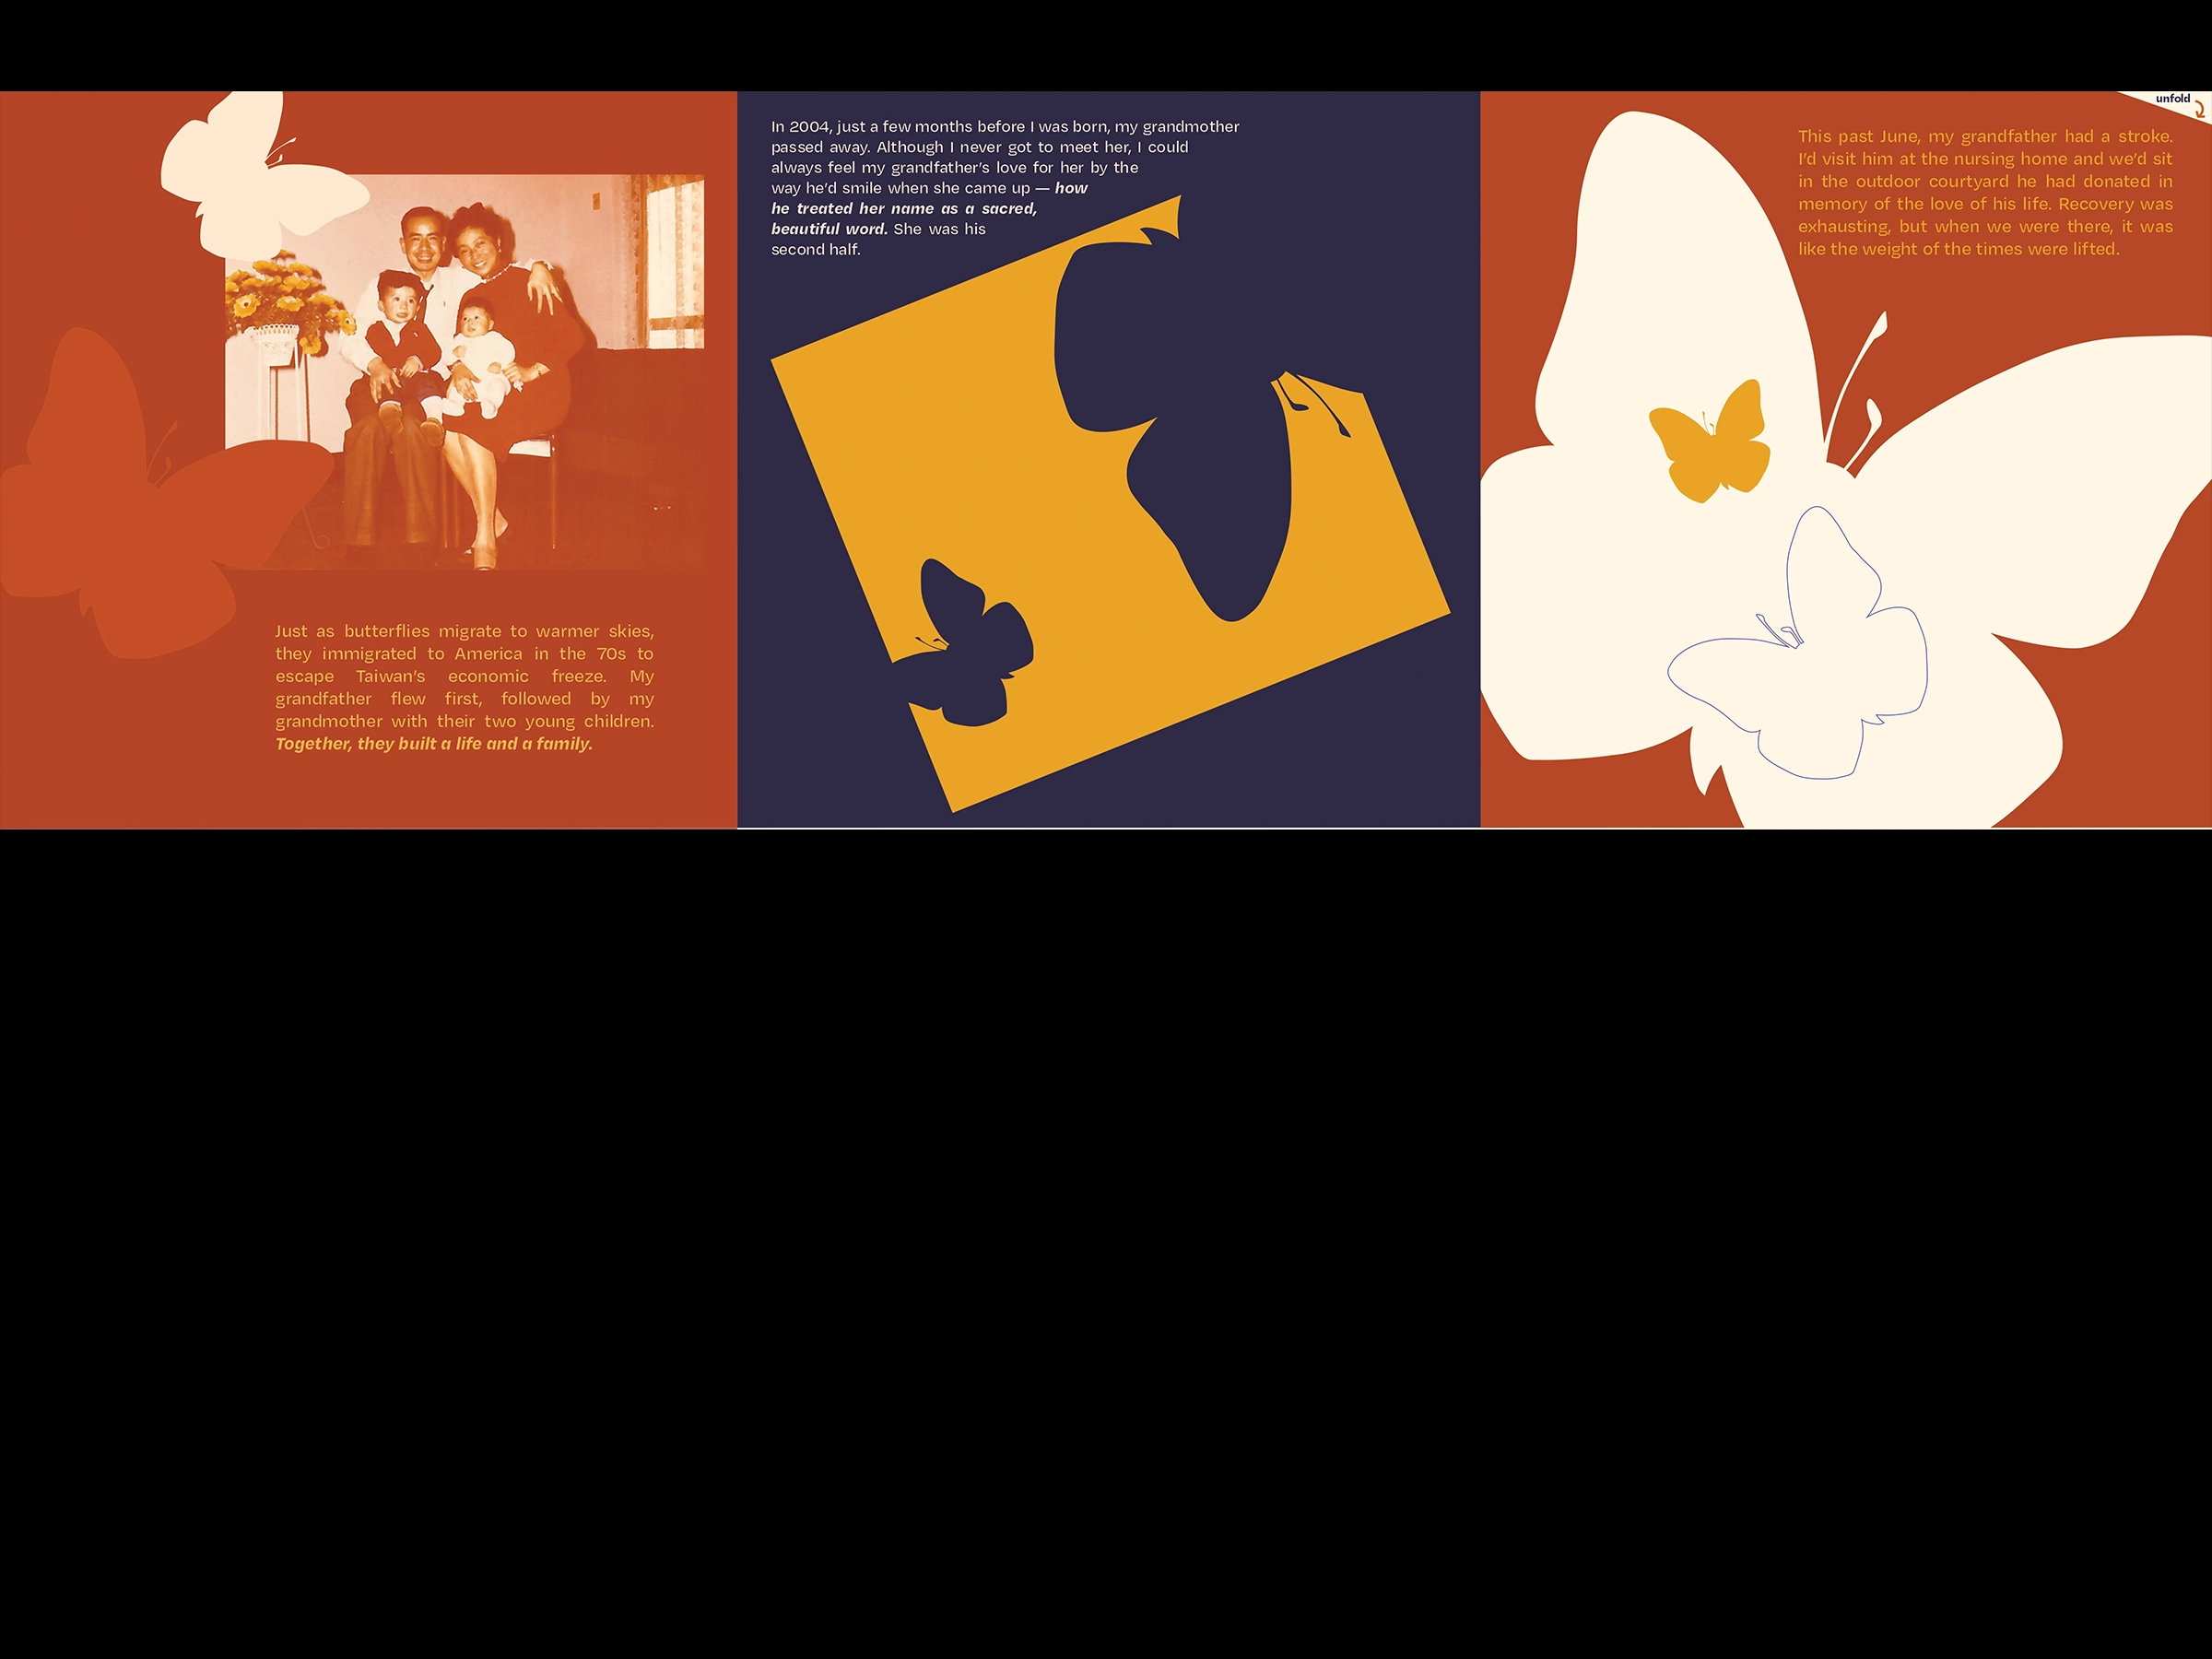 Just as butterflies migrate to warmer skies,
they immigrated to America in the 70s to
escape Taiwan's economic freeze. My
grandfather flew first, followed by my
grandmother with their two young children.
Together, they built a life and a family.
In 2004, just a few months before I was born, my grandmother
passed away. Although I never got to meet her, I could
always feel my grandfather's love for her by the
way he'd smile when she came up — how
he treated her name as a sacred,
beautiful word. She was his
second half.
unfold
This past June, my grandfather had a stroke.
I'd visit him at the nursing home and we'd sit
in the outdoor courtyard he had donated in
memory of the love of his life. Recovery was
exhausting, but when we were there, it was
like the weight of the times were lifted.